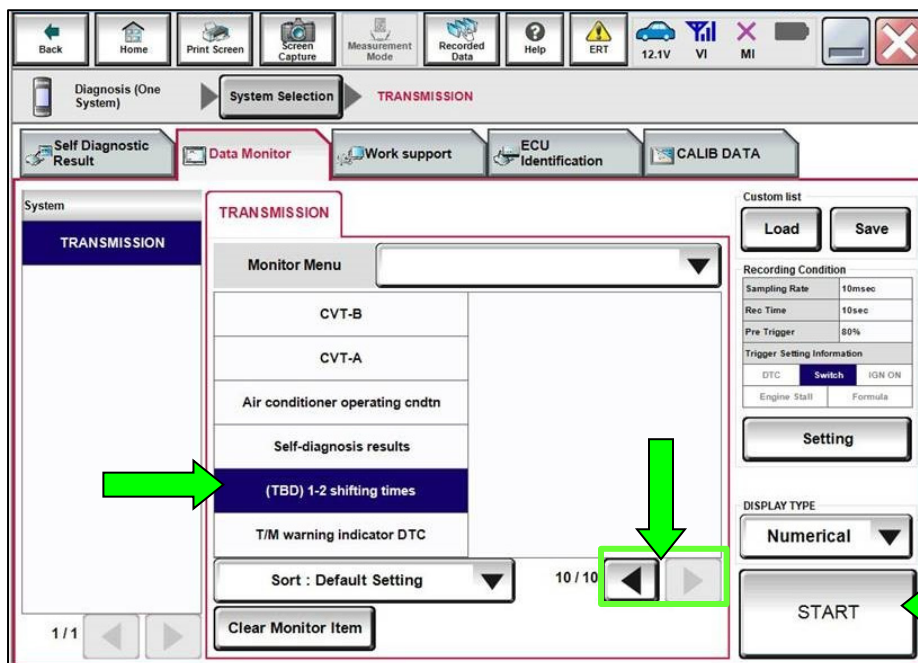 Back
Home
Print Screen
Screen
Capture
Measurement
Mode
Recorded
Data
Help
ERT
12.1V
VI
MI
Diagnosis (One
System)
System Selection
TRANSMISSION
Self Diagnostic
Result
Data Monitor
Work support
ECU
Identification
CALIB DATA
System
TRANSMISSION
1/1
TRANSMISSION
Monitor Menu
CVT-B
CVT-A
Air conditioner operating cndtn
Self-diagnosis results
(TBD) 1-2 shifting times
T/M warning indicator DTC
Sort : Default Setting
10/10
Clear Monitor Item
Custom list
Load
Save
Recording Condition
Sampling Rate 10msec
Rec Time 10sec
Pre Trigger 80%
Trigger Setting Information
DTC Switch IGN ON
Engine Stall Formula
Setting
DISPLAY TYPE
Numerical
START